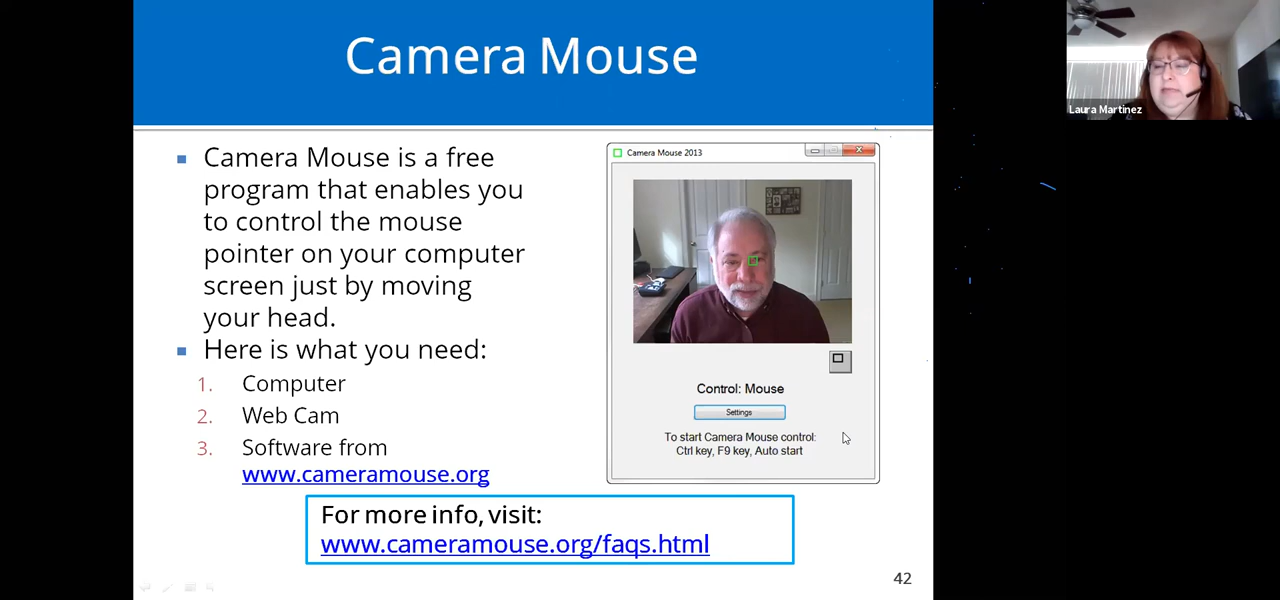 Camera Mouse
Laura Martinez
▪ Camera Mouse is a free
program that enables you
to control the mouse
pointer on your computer
screen just by moving
your head.
▪ Here is what you need:
1. Computer
2. Web Cam
3. Software from
www.cameramouse.org
Camera Mouse 2013
Control: Mouse
Settings
To start Camera Mouse control:
Ctrl key, F9 key, Auto start
For more info, visit:
www.cameramouse.org/faqs.html
42